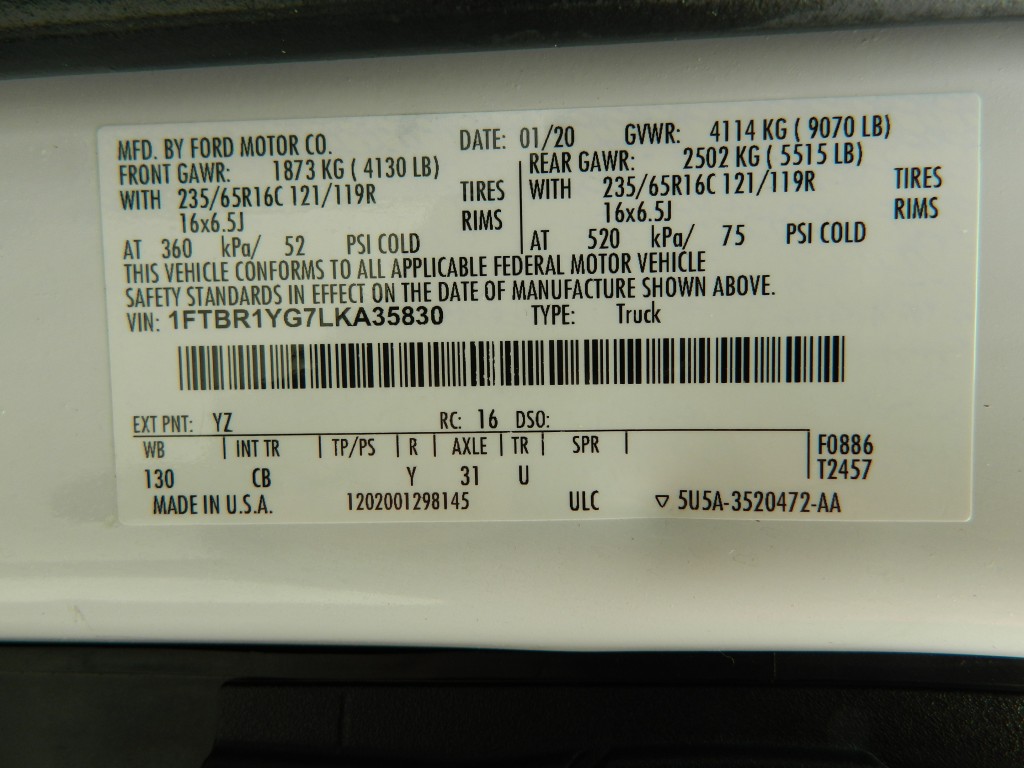 MFD. BY FORD MOTOR CO. DATE: 01/20 GVWR: 4114 KG ( 9070 LB)
FRONT GAWR: 1873 KG ( 4130 LB) REAR GAWR: 2502 KG ( 5515 LB)
WITH 235/65R16C 121/119R TIRES WITH 235/65R16C 121/119R TIRES
16x6.5J RIMS 16x6.5J RIMS
AT 360 kPa/ 52 PSI COLD AT 520 kPa/ 75 PSI COLD
THIS VEHICLE CONFORMS TO ALL APPLICABLE FEDERAL MOTOR VEHICLE
SAFETY STANDARDS IN EFFECT ON THE DATE OF MANUFACTURE SHOWN ABOVE.
VIN: 1FTBR1YG7LKA35830 TYPE: Truck
EXT PNT: YZ RC: 16 DSO:
WB INT TR TP/PS R AXLE TR SPR F0886
130 CB Y 31 U T2457
MADE IN U.S.A. 1202001298145 ULC ▽ 5U5A-3520472-AA